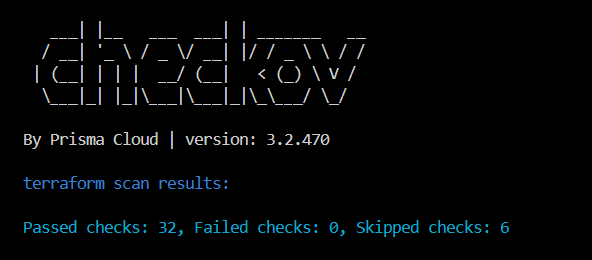 checkov
By Prisma Cloud | version: 3.2.470
terraform scan results:
Passed checks: 32, Failed checks: 0, Skipped checks: 6